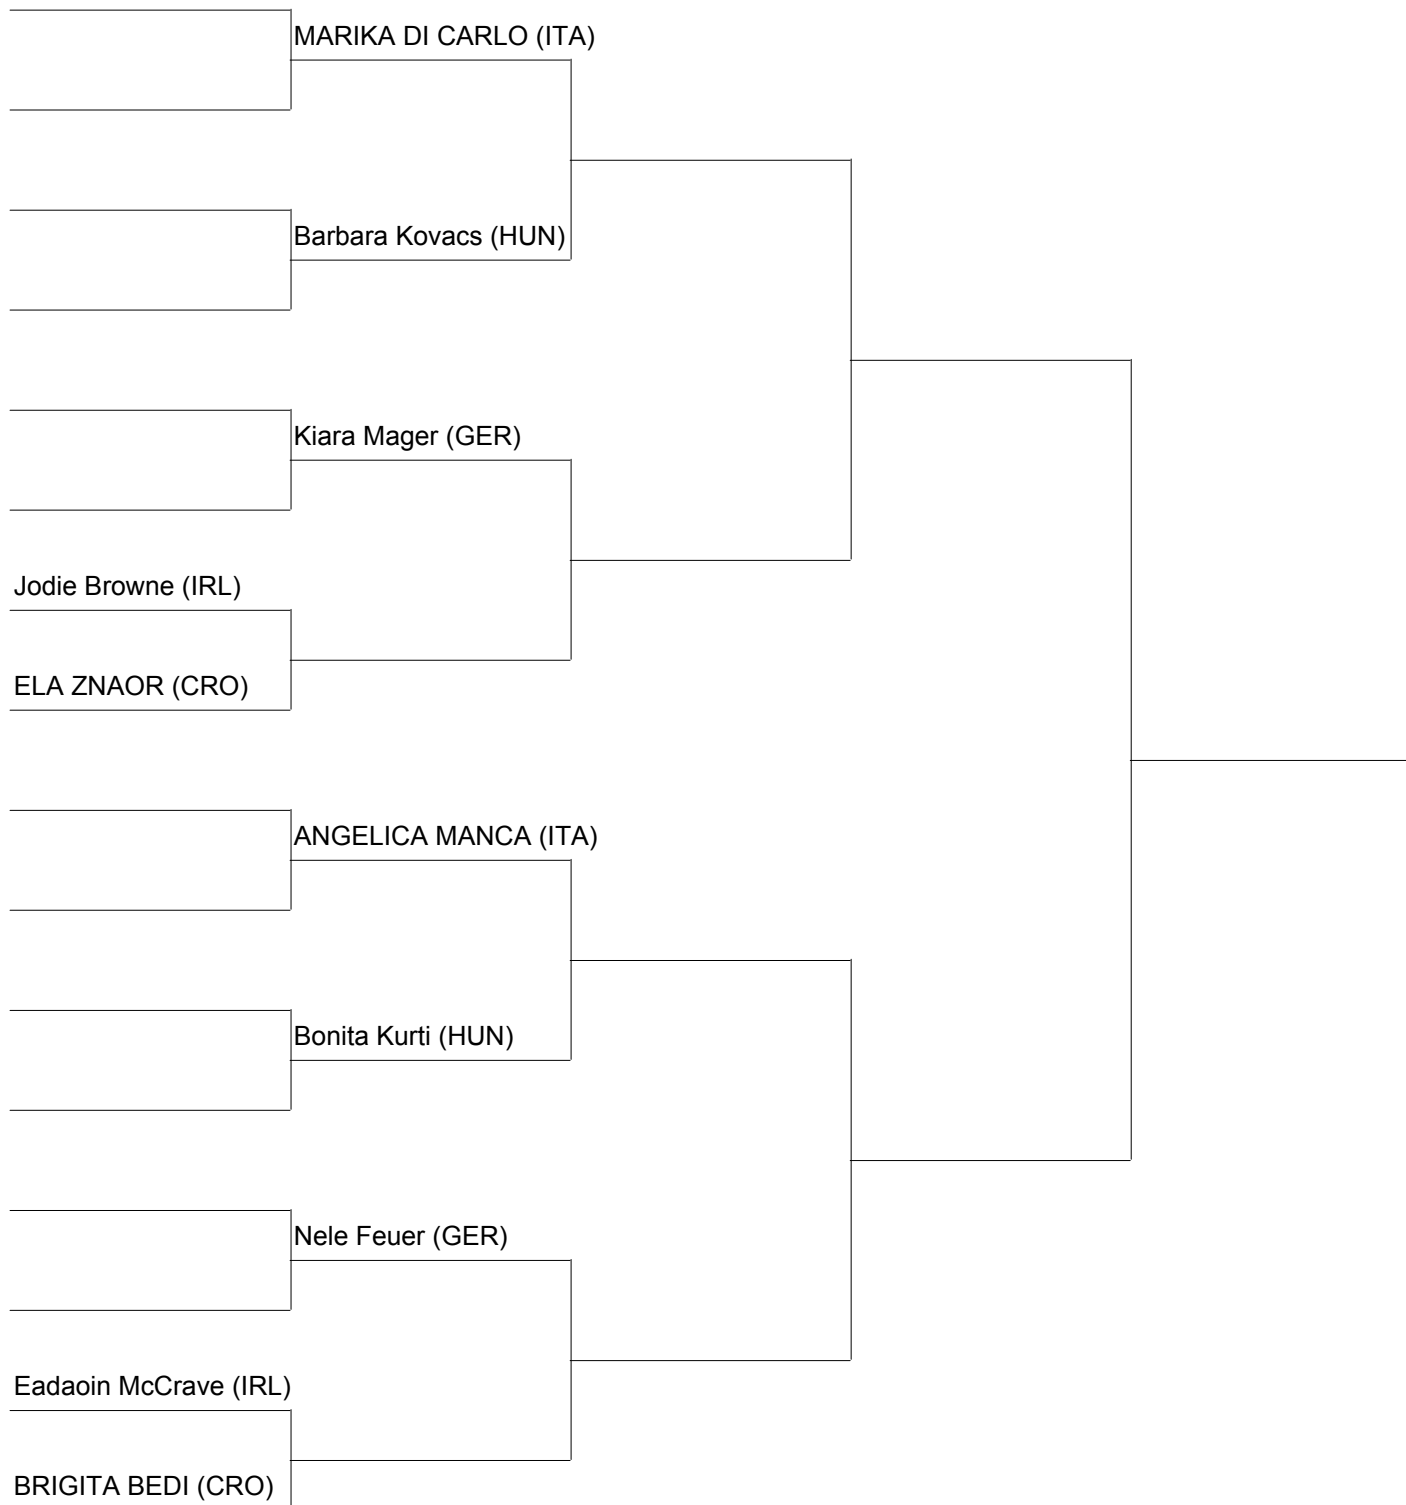 MARIKA DI CARLO (ITA)
Barbara Kovacs (HUN)
Kiara Mager (GER)
Jodie Browne (IRL)
ELA ZNAOR (CRO)
ANGELICA MANCA (ITA)
Bonita Kurti (HUN)
Nele Feuer (GER)
Eadaoin McCrave (IRL)
BRIGITA BEDI (CRO)